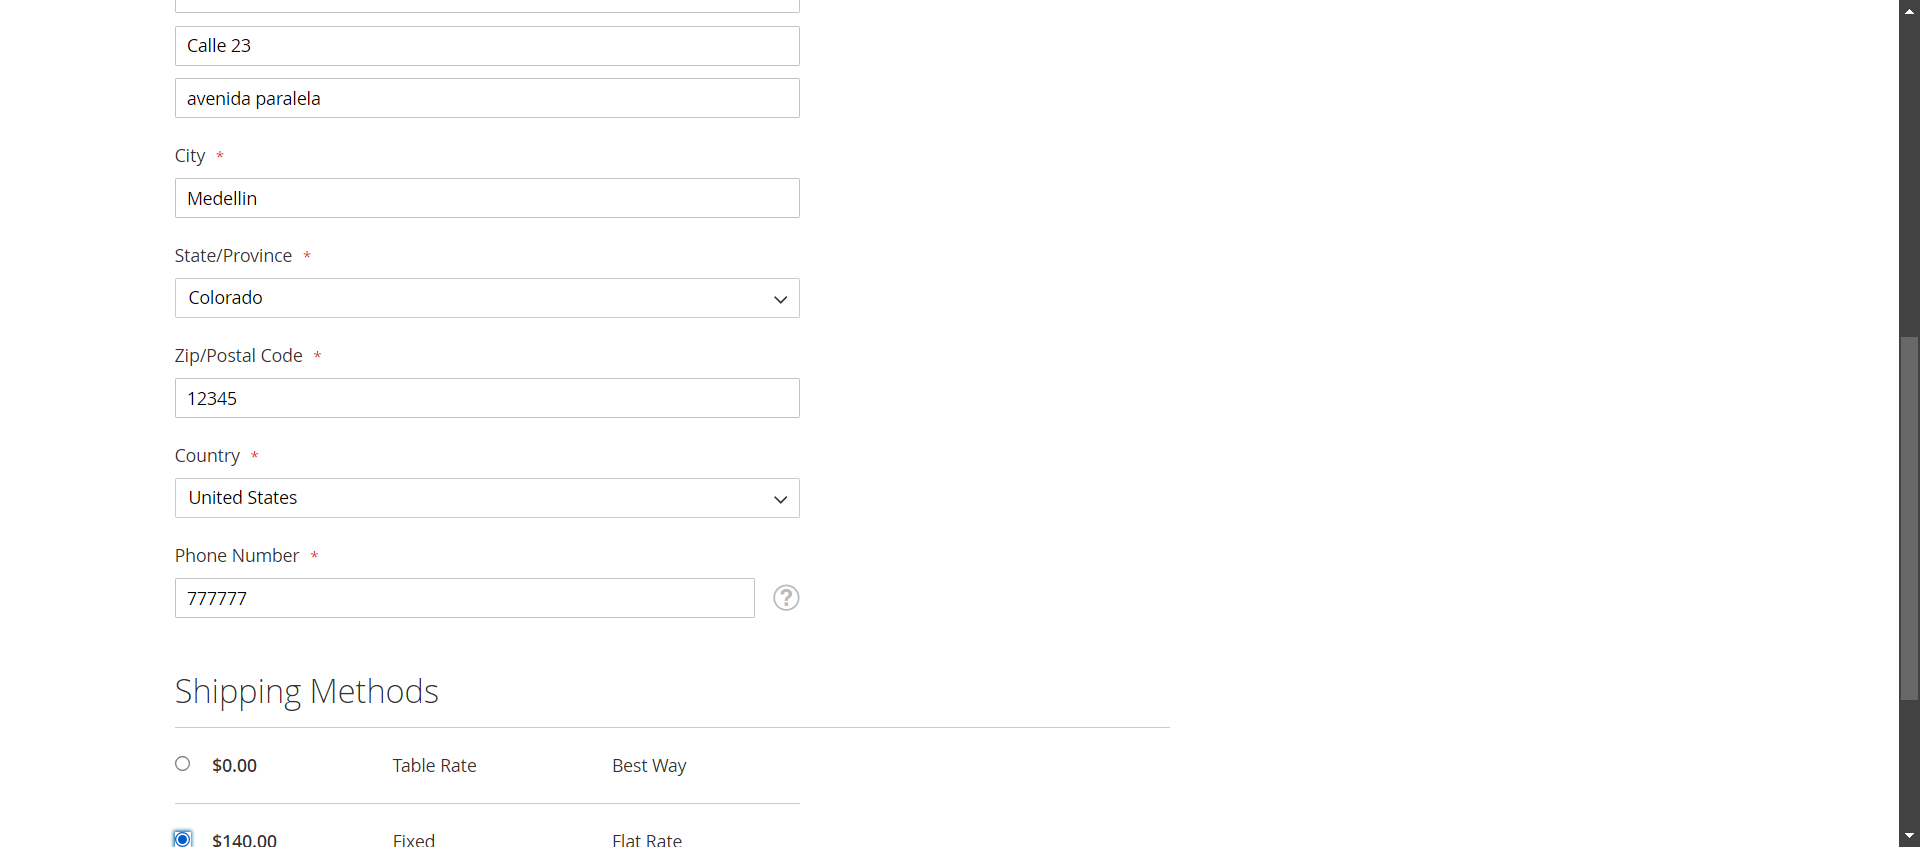 Calle 23
avenida paralela
City *
Medellin
State/Province *
Colorado
Zip/Postal Code *
12345
Country *
United States
Phone Number *
777777
?
Shipping Methods
$0.00 Table Rate Best Way
$140.00 Fixed Flat Rate